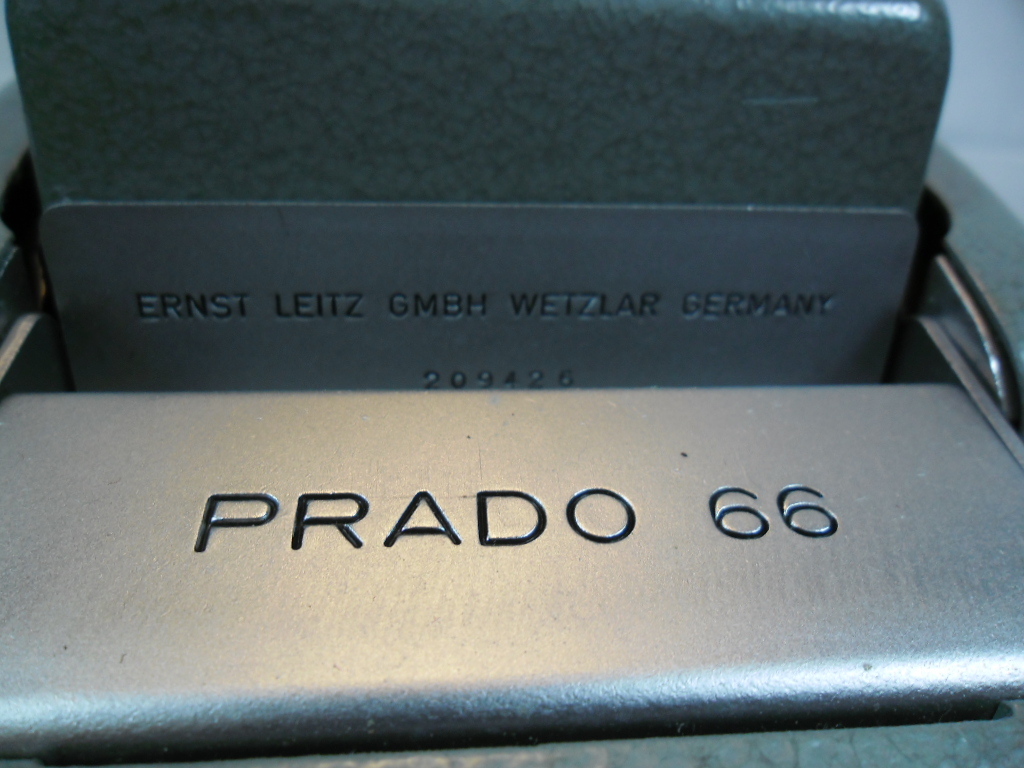 ERNST LEITZ GMBH WETZLAR GERMANY
209426
PRADO 66